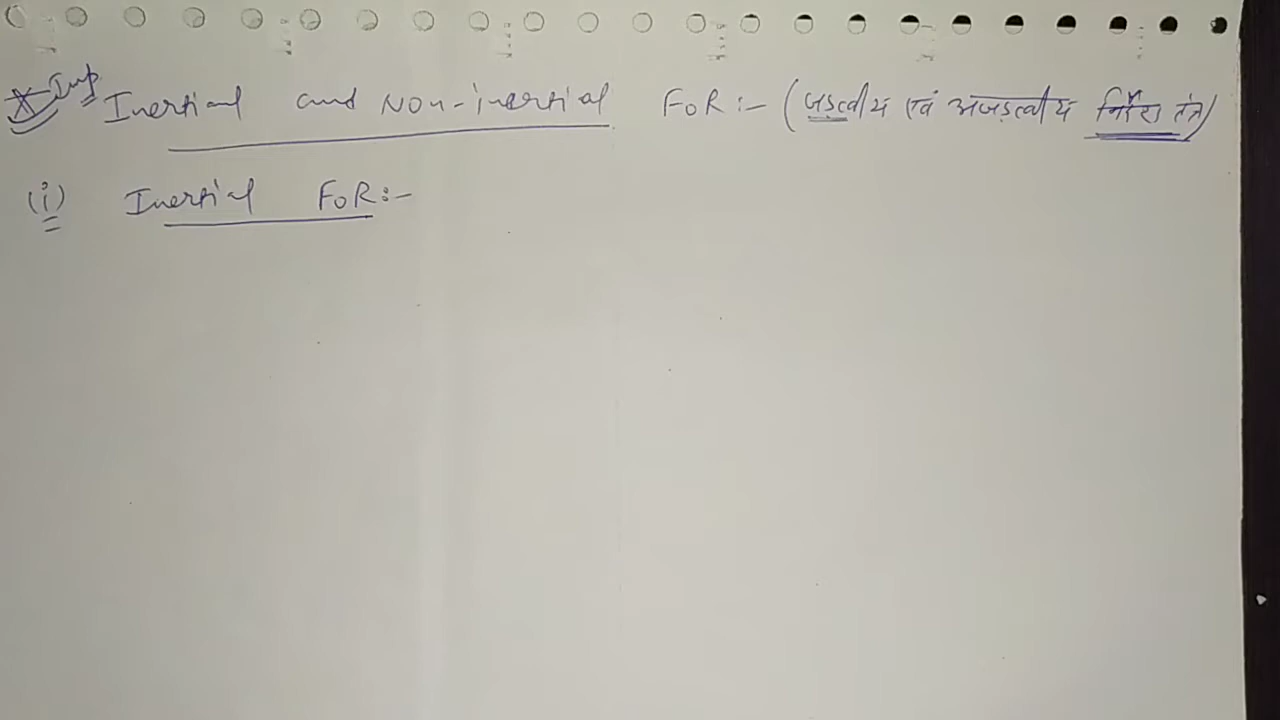 Imp. Inertial and Non-inertial FoR:- (जड़त्वीय एवं अजड़त्वीय निर्देश तंत्र)
(i) Inertial FoR:-